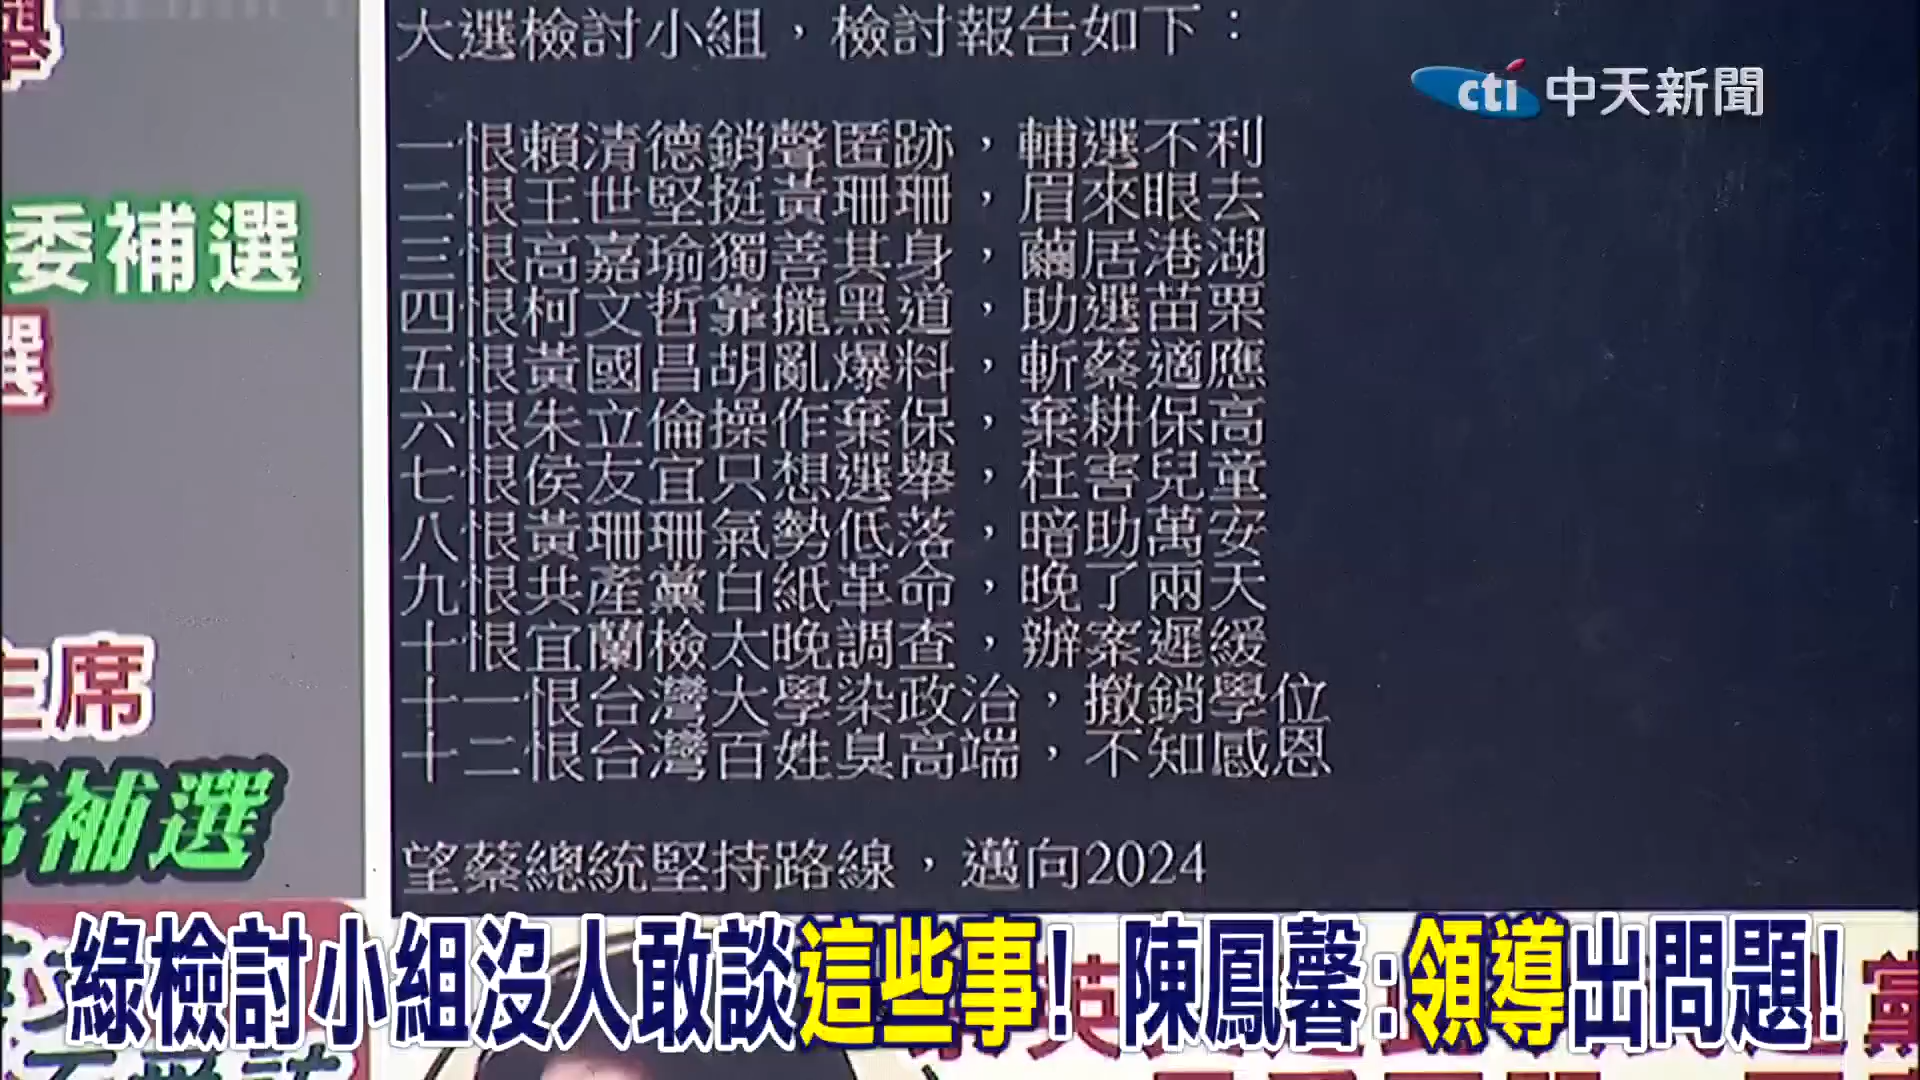 大選檢討小組，檢討報告如下：
cti 中天新聞
一恨賴清德銷聲匿跡，輔選不利
二恨王世堅挺黃珊珊，眉來眼去
三恨高嘉瑜獨善其身，繭居港湖
四恨柯文哲靠攏黑道，助選苗栗
五恨黃國昌胡亂爆料，斬蔡適應
六恨朱立倫操作棄保，棄耕保高
七恨侯友宜只想選舉，枉害兒童
八恨黃珊珊氣勢低落，暗助萬安
九恨共產黨白紙革命，晚了兩天
十恨宜蘭檢太晚調查，辦案遲緩
十一恨台灣大學染政治，撤銷學位
十二恨台灣百姓臭高端，不知感恩
望蔡總統堅持路線，邁向2024
委補選
選
主席
席補選
綠檢討小組沒人敢談這些事！ 陳鳳馨：領導出問題！